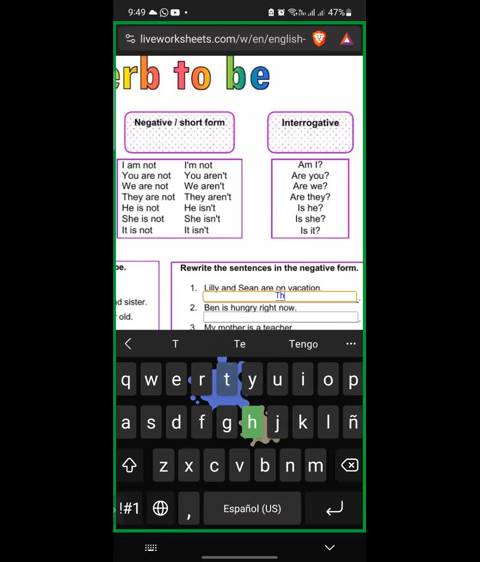 9:49
47%
liveworksheets.com/w/en/english-
erb to be
Negative / short form
Interrogative
I am not I'm not
You are not You aren't
We are not We aren't
They are not They aren't
He is not He isn't
She is not She isn't
It is not It isn't
Am I?
Are you?
Are we?
Are they?
Is he?
Is she?
Is it?
be.
nd sister.
old.
Rewrite the sentences in the negative form.
1. Lilly and Sean are on vacation.
Th
2. Ben is hungry right now.
3. My mother is a teacher
T Te Tengo
q w e r t y u i o p
a s d f g h j k l ñ
z x c v b n m
!#1 , Español (US)